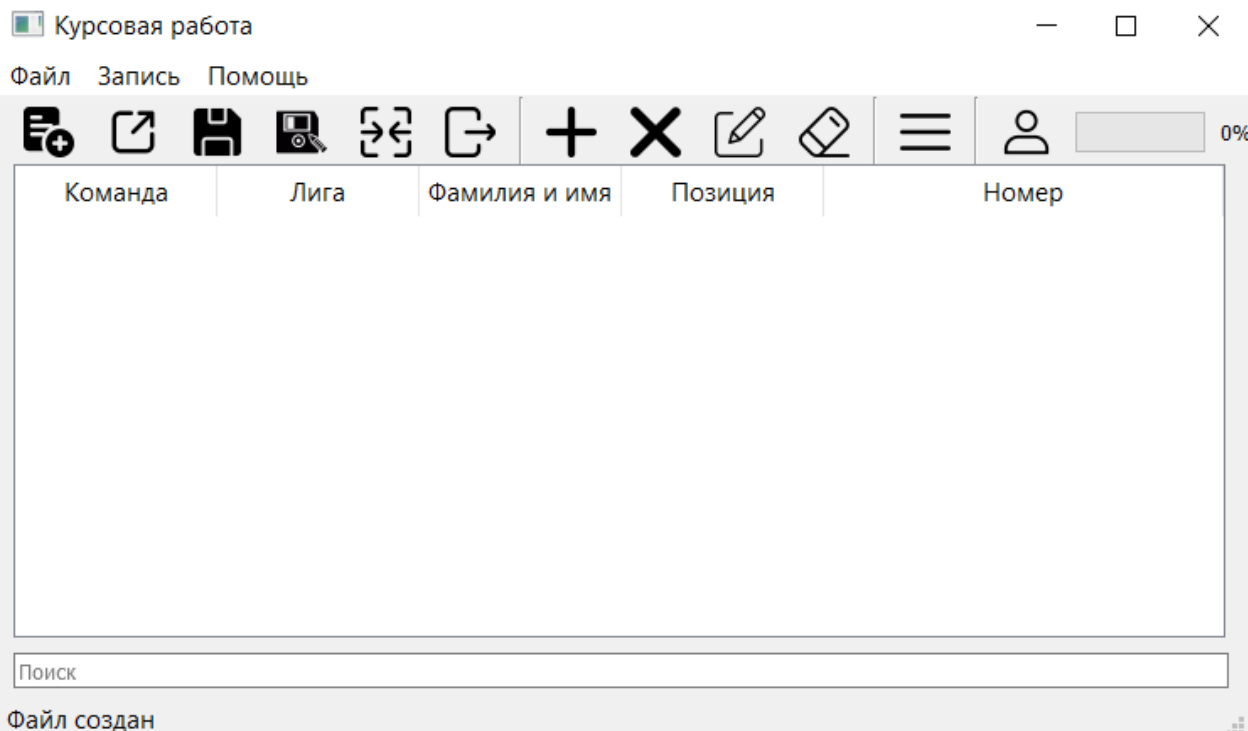 Курсовая работа
Файл Запись Помощь
0%
Команда Лига Фамилия и имя Позиция Номер
Поиск
Файл создан